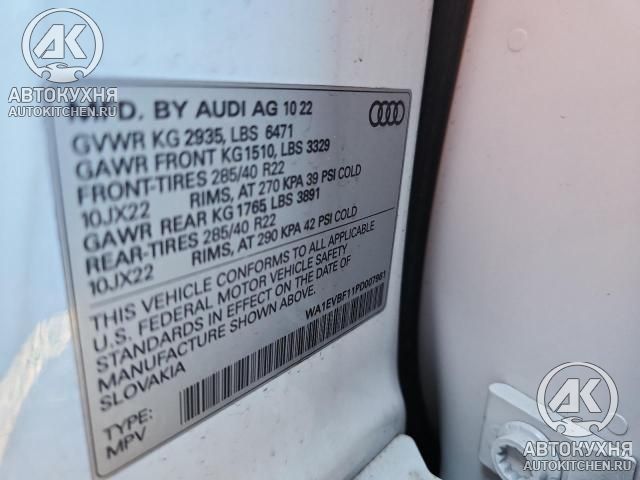 АК
АВТОКУХНЯ
AUTOKITCHEN.RU
MFD. BY AUDI AG 10 22
GVWR KG 2935, LBS 6471
GAWR FRONT KG1510, LBS 3329
FRONT-TIRES 285/40 R22
10JX22 RIMS, AT 270 KPA 39 PSI COLD
GAWR REAR KG 1765 LBS 3891
REAR-TIRES 285/40 R22
10JX22 RIMS, AT 290 KPA 42 PSI COLD
THIS VEHICLE CONFORMS TO ALL APPLICABLE
U.S. FEDERAL MOTOR VEHICLE SAFETY
STANDARDS IN EFFECT ON THE DATE OF
MANUFACTURE SHOWN ABOVE.
SLOVAKIA
WA1EVBF11PD007981
TYPE:
MPV
АК
АВТОКУХНЯ
AUTOKITCHEN.RU